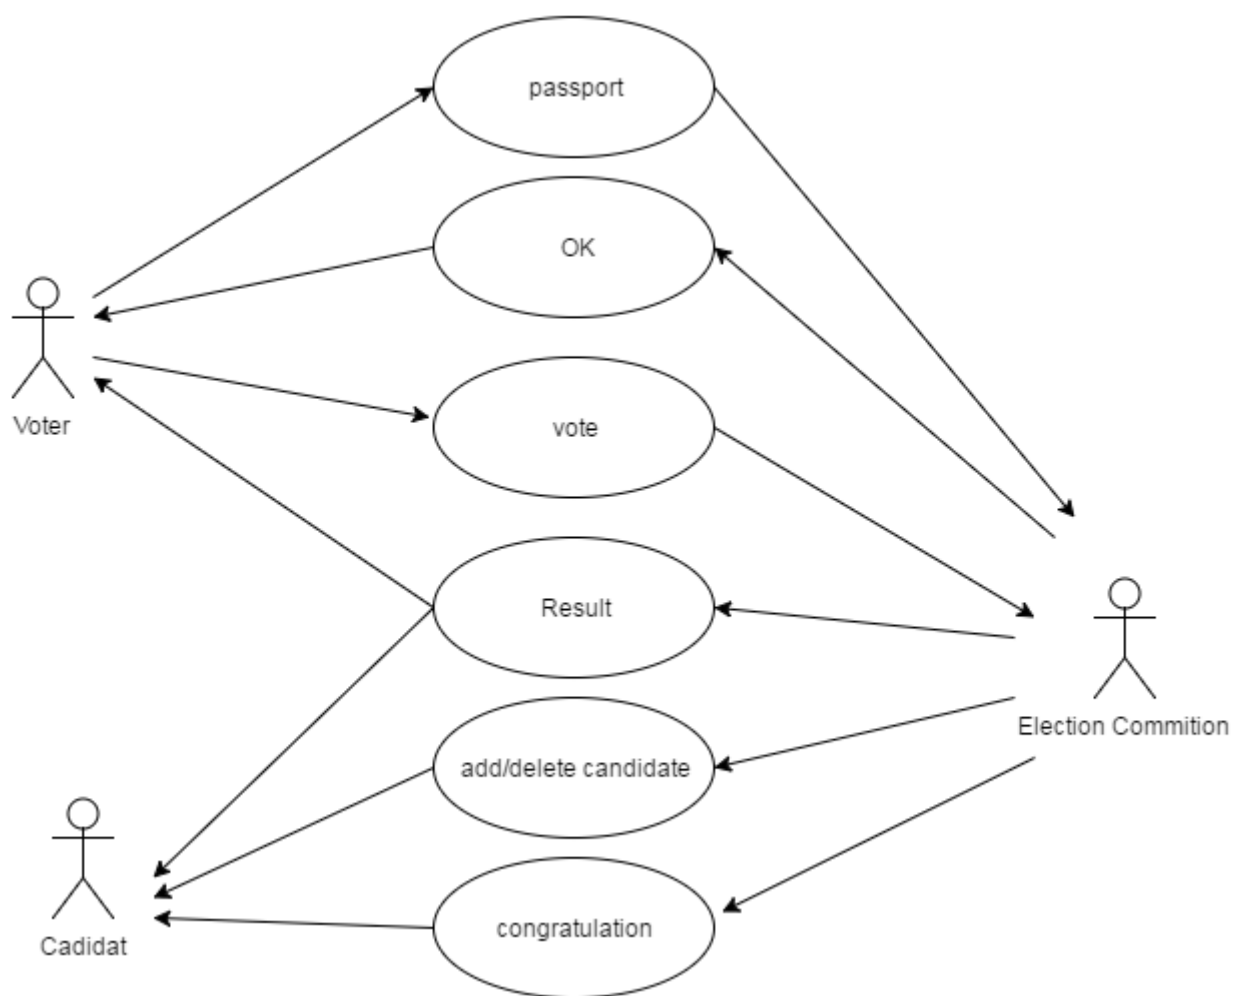 passport
OK
Voter
vote
Result
Election Commition
add/delete candidate
Cadidat
congratulation